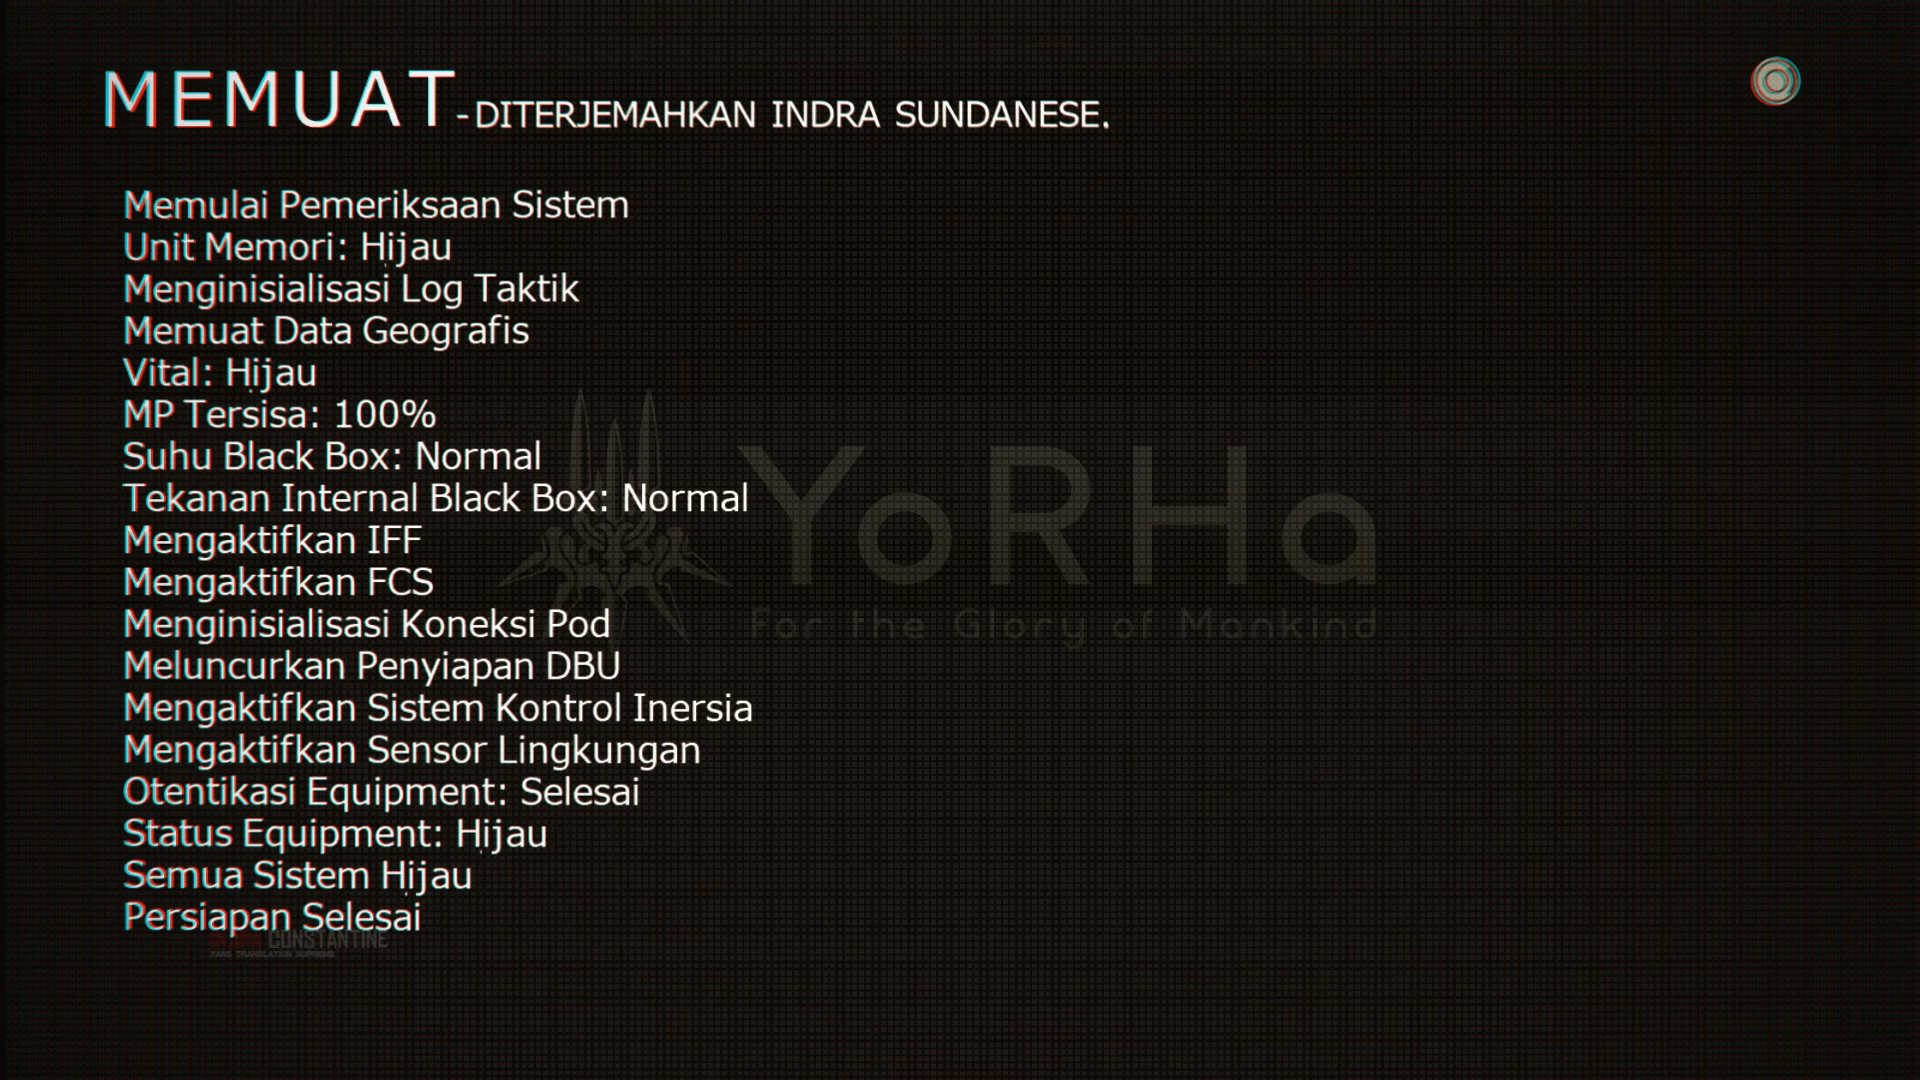 MEMUAT-DITERJEMAHKAN INDRA SUNDANESE.
Memulai Pemeriksaan Sistem
Unit Memori: Hijau
Menginisialisasi Log Taktik
Memuat Data Geografis
Vital: Hijau
MP Tersisa: 100%
Suhu Black Box: Normal
Tekanan Internal Black Box: Normal
Mengaktifkan IFF
Mengaktifkan FCS
Menginisialisasi Koneksi Pod
Meluncurkan Penyiapan DBU
Mengaktifkan Sistem Kontrol Inersia
Mengaktifkan Sensor Lingkungan
Otentikasi Equipment: Selesai
Status Equipment: Hijau
Semua Sistem Hijau
Persiapan Selesai
YoRHa
For the Glory of Mankind
CONSTANTINE
FANS TRANSLATION SUPREME